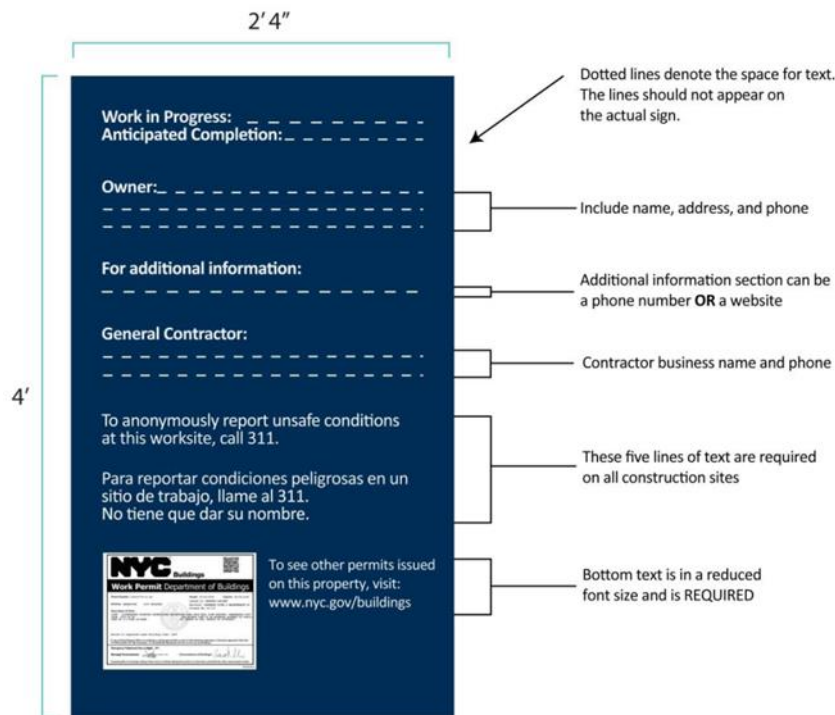 2' 4"
4'
Work in Progress:
Anticipated Completion:
Dotted lines denote the space for text.
The lines should not appear on
the actual sign.
Owner:
Include name, address, and phone
For additional information:
Additional information section can be
a phone number OR a website
General Contractor:
Contractor business name and phone
To anonymously report unsafe conditions
at this worksite, call 311.
Para reportar condiciones peligrosas en un
sitio de trabajo, llame al 311.
No tiene que dar su nombre.
These five lines of text are required
on all construction sites
NYC Buildings
Work Permit Department of Buildings
To see other permits issued
on this property, visit:
www.nyc.gov/buildings
Bottom text is in a reduced
font size and is REQUIRED